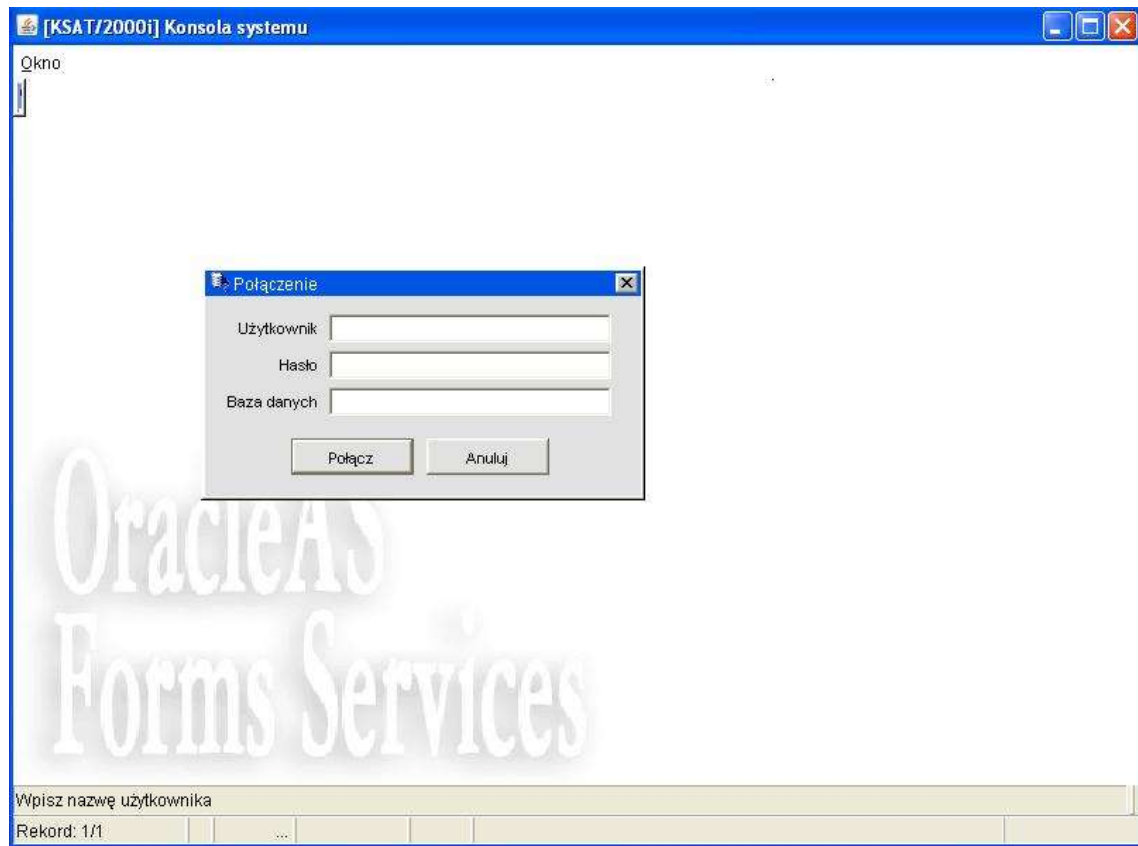 [KSAT/2000i] Konsola systemu
Okno
Połączenie
Użytkownik
Hasło
Baza danych
Połącz Anuluj
OracleAS
Forms Services
Wpisz nazwę użytkownika
Rekord: 1/1 ...